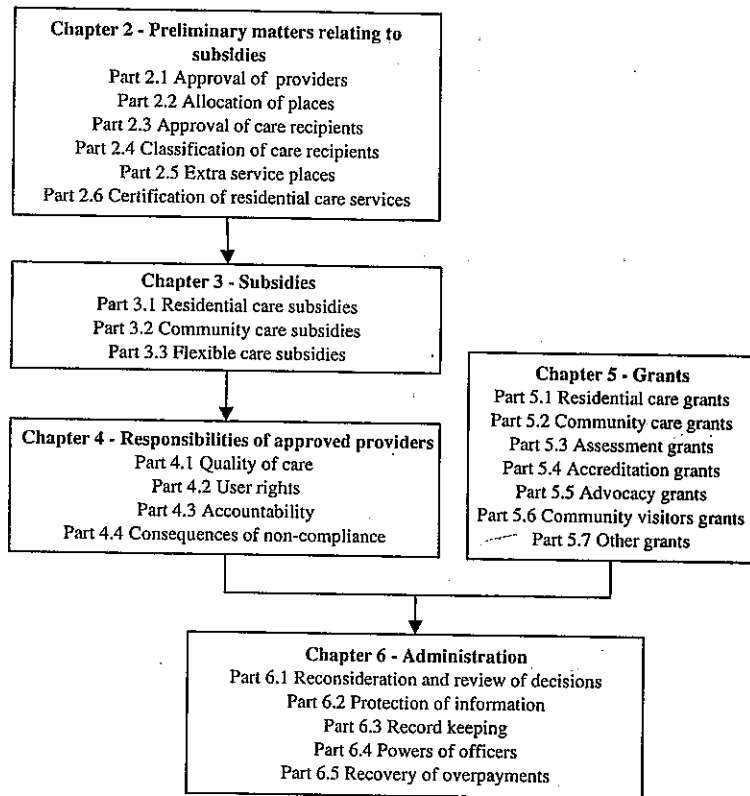 Chapter 2 - Preliminary matters relating to
subsidies
Part 2.1 Approval of providers
Part 2.2 Allocation of places
Part 2.3 Approval of care recipients
Part 2.4 Classification of care recipients
Part 2.5 Extra service places
Part 2.6 Certification of residential care services
Chapter 3 - Subsidies
Part 3.1 Residential care subsidies
Part 3.2 Community care subsidies
Part 3.3 Flexible care subsidies
Chapter 4 - Responsibilities of approved providers
Part 4.1 Quality of care
Part 4.2 User rights
Part 4.3 Accountability
Part 4.4 Consequences of non-compliance
Chapter 5 - Grants
Part 5.1 Residential care grants
Part 5.2 Community care grants
Part 5.3 Assessment grants
Part 5.4 Accreditation grants
Part 5.5 Advocacy grants
Part 5.6 Community visitors grants
Part 5.7 Other grants
Chapter 6 - Administration
Part 6.1 Reconsideration and review of decisions
Part 6.2 Protection of information
Part 6.3 Record keeping
Part 6.4 Powers of officers
Part 6.5 Recovery of overpayments